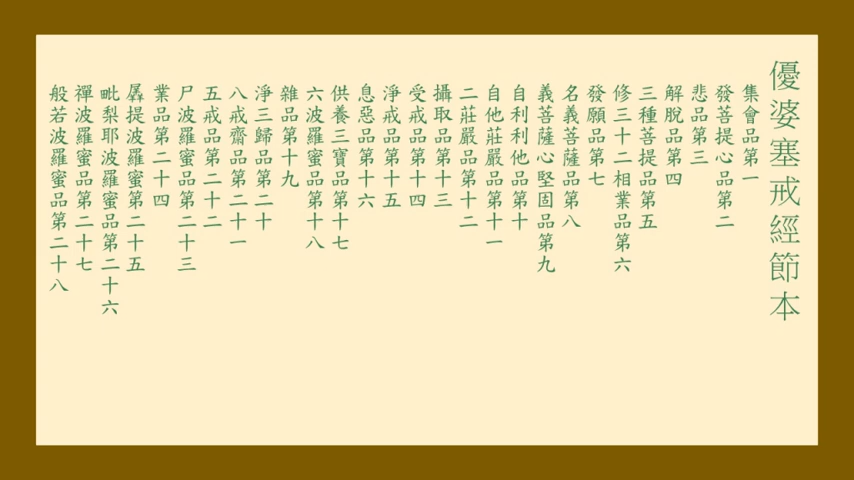 優婆塞戒經節本
集會品第一
發菩提心品第二
悲品第三
解脫品第四
三種菩提品第五
修三十二相業品第六
發願品第七
名義菩薩品第八
義菩薩心堅固品第九
自利利他品第十
自他莊嚴品第十一
二莊嚴品第十二
攝取品第十三
受戒品第十四
淨戒品第十五
息惡品第十六
供養三寶品第十七
六波羅蜜品第十八
雜品第十九
淨三歸品第二十
八戒齋品第二十一
五戒品第二十二
尸波羅蜜品第二十三
業品第二十四
羼提波羅蜜品第二十五
毗梨耶波羅蜜品第二十六
禪波羅蜜品第二十七
般若波羅蜜品第二十八